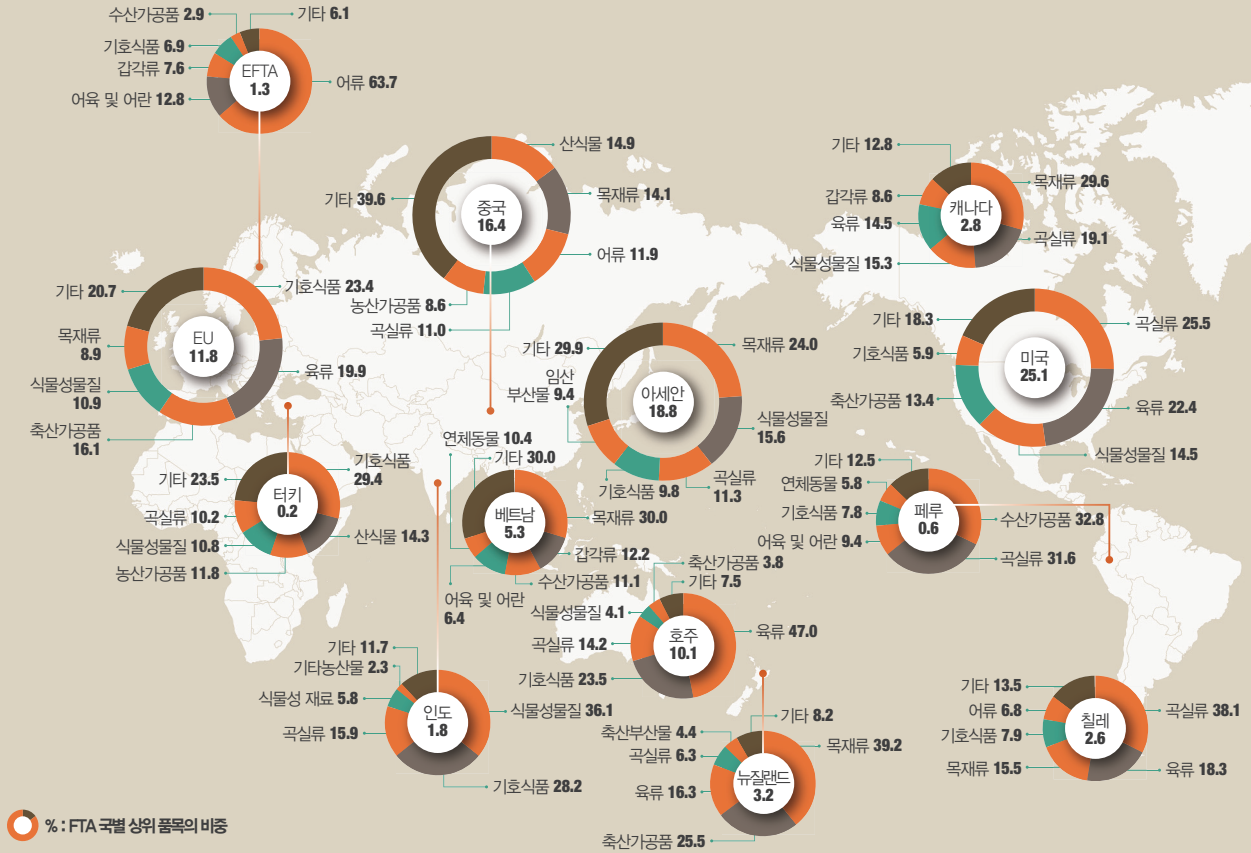 수산가공품 2.9
기타 6.1
기호식품 6.9
갑각류 7.6
어육 및 어란 12.8
EFTA
1.3
어류 63.7
산식물 14.9
목재류 14.1
기타 39.6
중국
16.4
어류 11.9
농산가공품 8.6
곡실류 11.0
기타 12.8
목재류 29.6
갑각류 8.6
캐나다
2.8
육류 14.5
곡실류 19.1
식물성물질 15.3
기타 20.7
기호식품 23.4
목재류
8.9
EU
11.8
육류 19.9
식물성물질
10.9
축산가공품
16.1
기타 29.9
목재류 24.0
임산
부산물 9.4
아세안
18.8
식물성물질
15.6
기호식품 9.8
곡실류
11.3
기타 18.3
곡실류 25.5
기호식품 5.9
미국
25.1
축산가공품 13.4
육류 22.4
식물성물질 14.5
기호식품
29.4
기타 23.5
터키
0.2
곡실류 10.2
산식물 14.3
식물성물질 10.8
농산가공품 11.8
연체동물 10.4
기타 30.0
베트남
5.3
목재류 30.0
갑각류 12.2
수산가공품 11.1
어육 및 어란
6.4
기타 12.5
연체동물 5.8
기호식품 7.8
페루
0.6
수산가공품 32.8
어육 및 어란 9.4
곡실류 31.6
축산가공품 3.8
기타 7.5
식물성물질 4.1
호주
10.1
육류 47.0
곡실류 14.2
기호식품 23.5
기타 11.7
기타농산물 2.3
식물성 재료 5.8
인도
1.8
식물성물질 36.1
곡실류 15.9
기호식품 28.2
기타 8.2
축산부산물 4.4
목재류 39.2
곡실류 6.3
뉴질랜드
3.2
육류 16.3
축산가공품 25.5
기타 13.5
어류 6.8
곡실류 38.1
기호식품 7.9
칠레
2.6
목재류 15.5
육류 18.3
% : FTA 국별 상위 품목의 비중